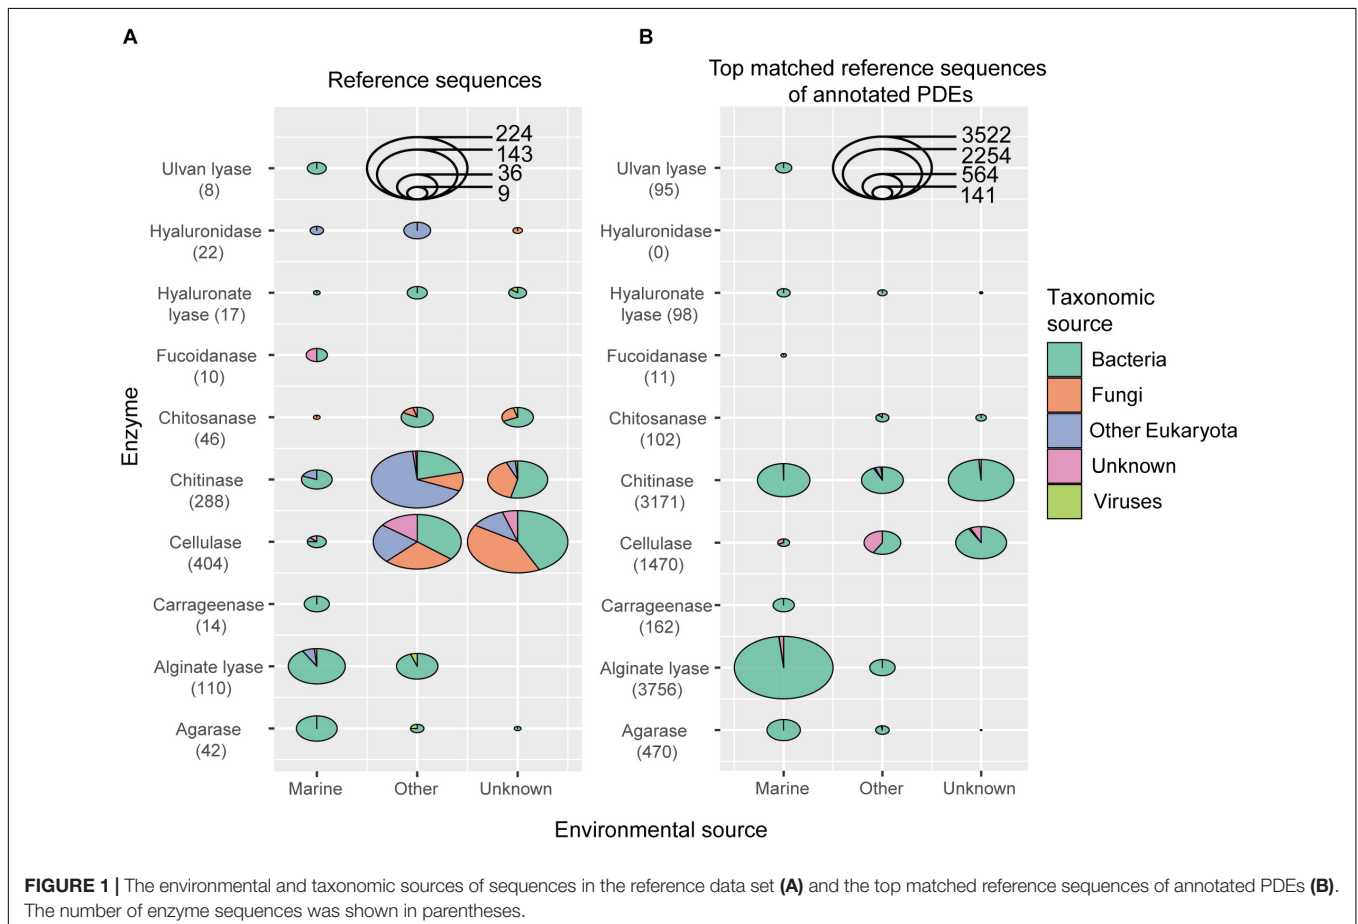 A
Reference sequences
224
143
36
9
Ulvan lyase
(8)
Hyaluronidase
(22)
Hyaluronate
lyase (17)
Fucoidanase
(10)
Chitosanase
(46)
Chitinase
(288)
Cellulase
(404)
Carrageenase
(14)
Alginate lyase
(110)
Agarase
(42)
Enzyme
Marine Other Unknown
B
Top matched reference sequences
of annotated PDEs
3522
2254
564
141
Ulvan lyase
(95)
Hyaluronidase
(0)
Hyaluronate
lyase (98)
Fucoidanase
(11)
Chitosanase
(102)
Chitinase
(3171)
Cellulase
(1470)
Carrageenase
(162)
Alginate lyase
(3756)
Agarase
(470)
Marine Other Unknown
Environmental source
Taxonomic
source
Bacteria
Fungi
Other Eukaryota
Unknown
Viruses
FIGURE 1 | The environmental and taxonomic sources of sequences in the reference data set (A) and the top matched reference sequences of annotated PDEs (B).
The number of enzyme sequences was shown in parentheses.